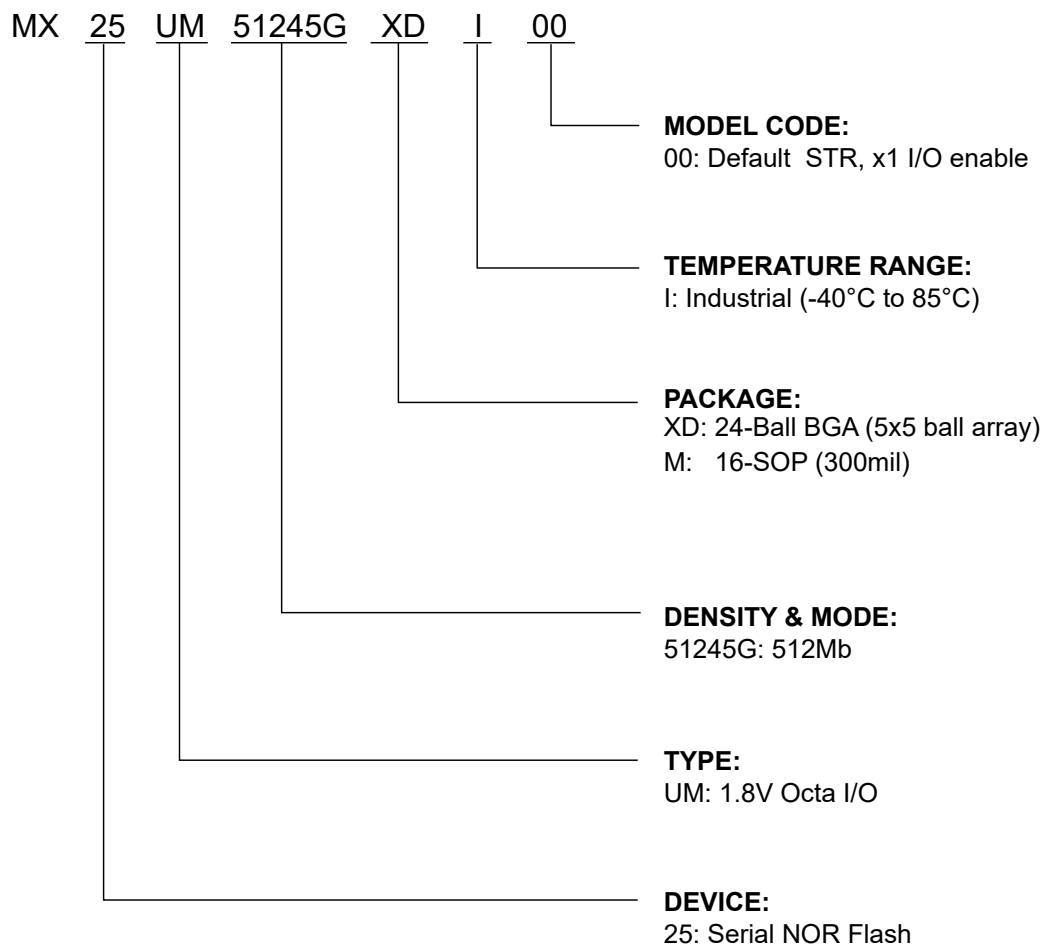 MX 25 UM 51245G XD I 00
MODEL CODE:
00: Default STR, x1 I/O enable
TEMPERATURE RANGE:
I: Industrial (-40°C to 85°C)
PACKAGE:
XD: 24-Ball BGA (5x5 ball array)
M: 16-SOP (300mil)
DENSITY & MODE:
51245G: 512Mb
TYPE:
UM: 1.8V Octa I/O
DEVICE:
25: Serial NOR Flash